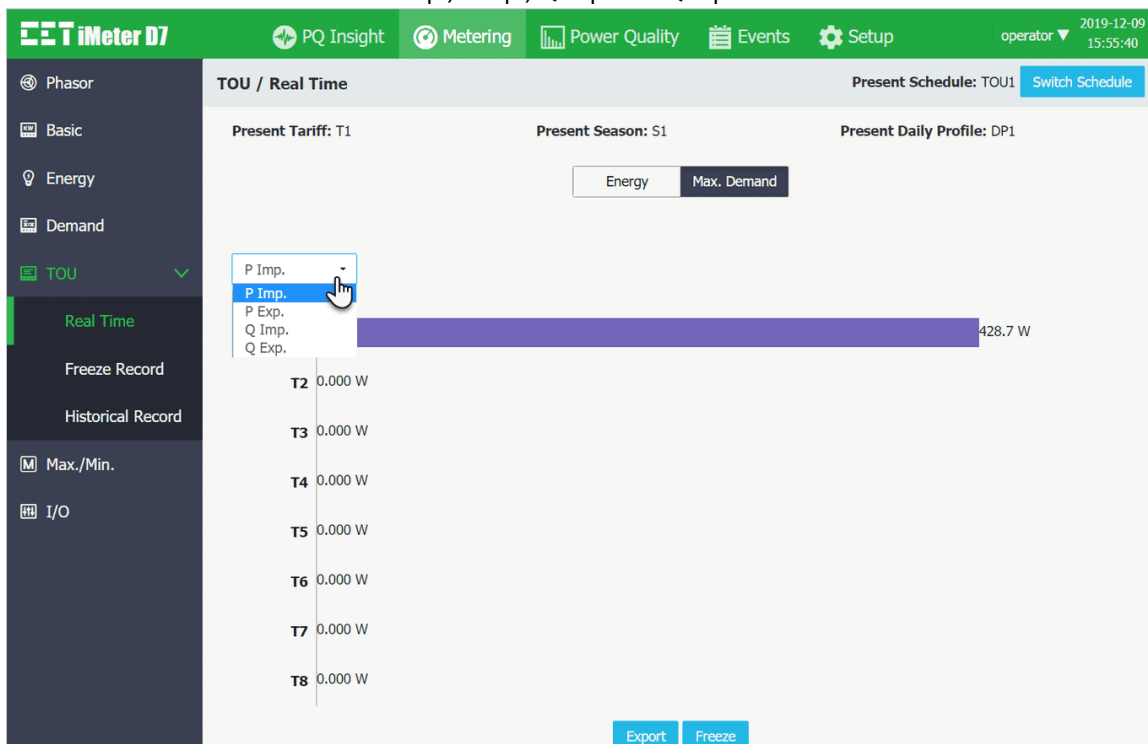 CET iMeter D7
PQ Insight
Metering
Power Quality
Events
Setup
operator ▼
2019-12-09
15:55:40
Phasor
Basic
Energy
Demand
TOU
Real Time
Freeze Record
Historical Record
M Max./Min.
I/O
TOU / Real Time
Present Schedule: TOU1
Switch Schedule
Present Tariff: T1
Present Season: S1
Present Daily Profile: DP1
Energy
Max. Demand
P Imp.
P Imp.
P Exp.
Q Imp.
Q Exp.
428.7 W
T2 0.000 W
T3 0.000 W
T4 0.000 W
T5 0.000 W
T6 0.000 W
T7 0.000 W
T8 0.000 W
Export
Freeze